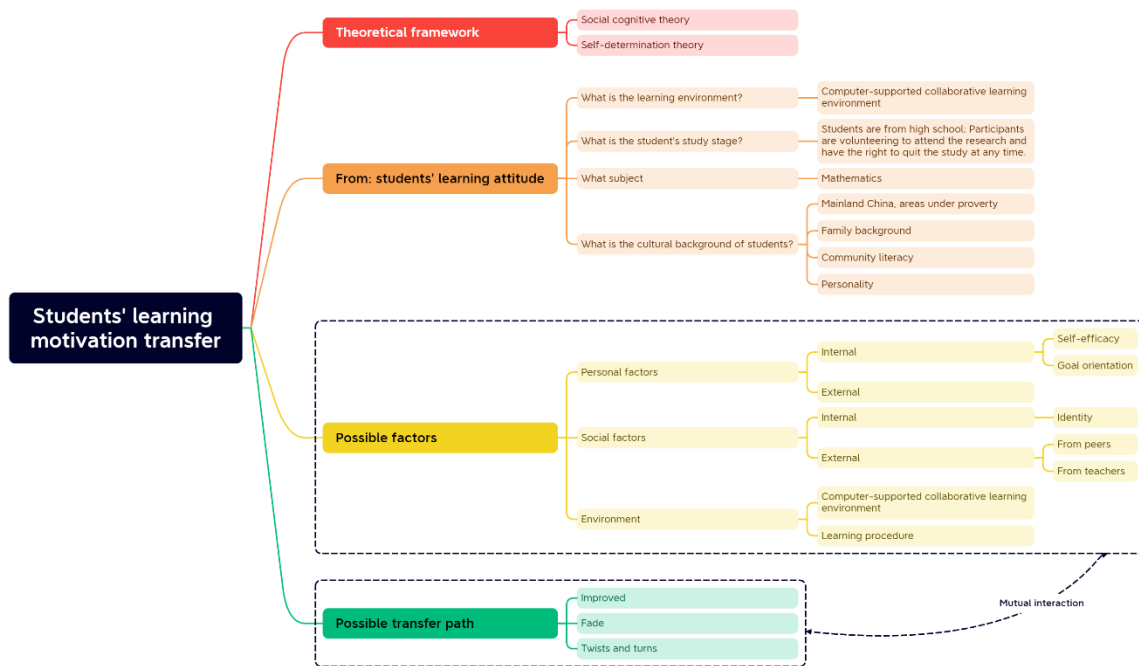 Students' learning
motivation transfer
Theoretical framework
Social cognitive theory
Self-determination theory
From: students' learning attitude
What is the learning environment?
Computer-supported collaborative learning
environment
What is the student's study stage?
Students are from high school; Participants
are volunteering to attend the research and
have the right to quit the study at any time.
What subject
Mathematics
What is the cultural background of students?
Mainland China, areas under proverty
Family background
Community literacy
Personality
Possible factors
Personal factors
Internal
Self-efficacy
Goal orientation
External
Social factors
Internal
Identity
External
From peers
From teachers
Environment
Computer-supported collaborative learning
environment
Learning procedure
Possible transfer path
Improved
Fade
Twists and turns
Mutual interaction